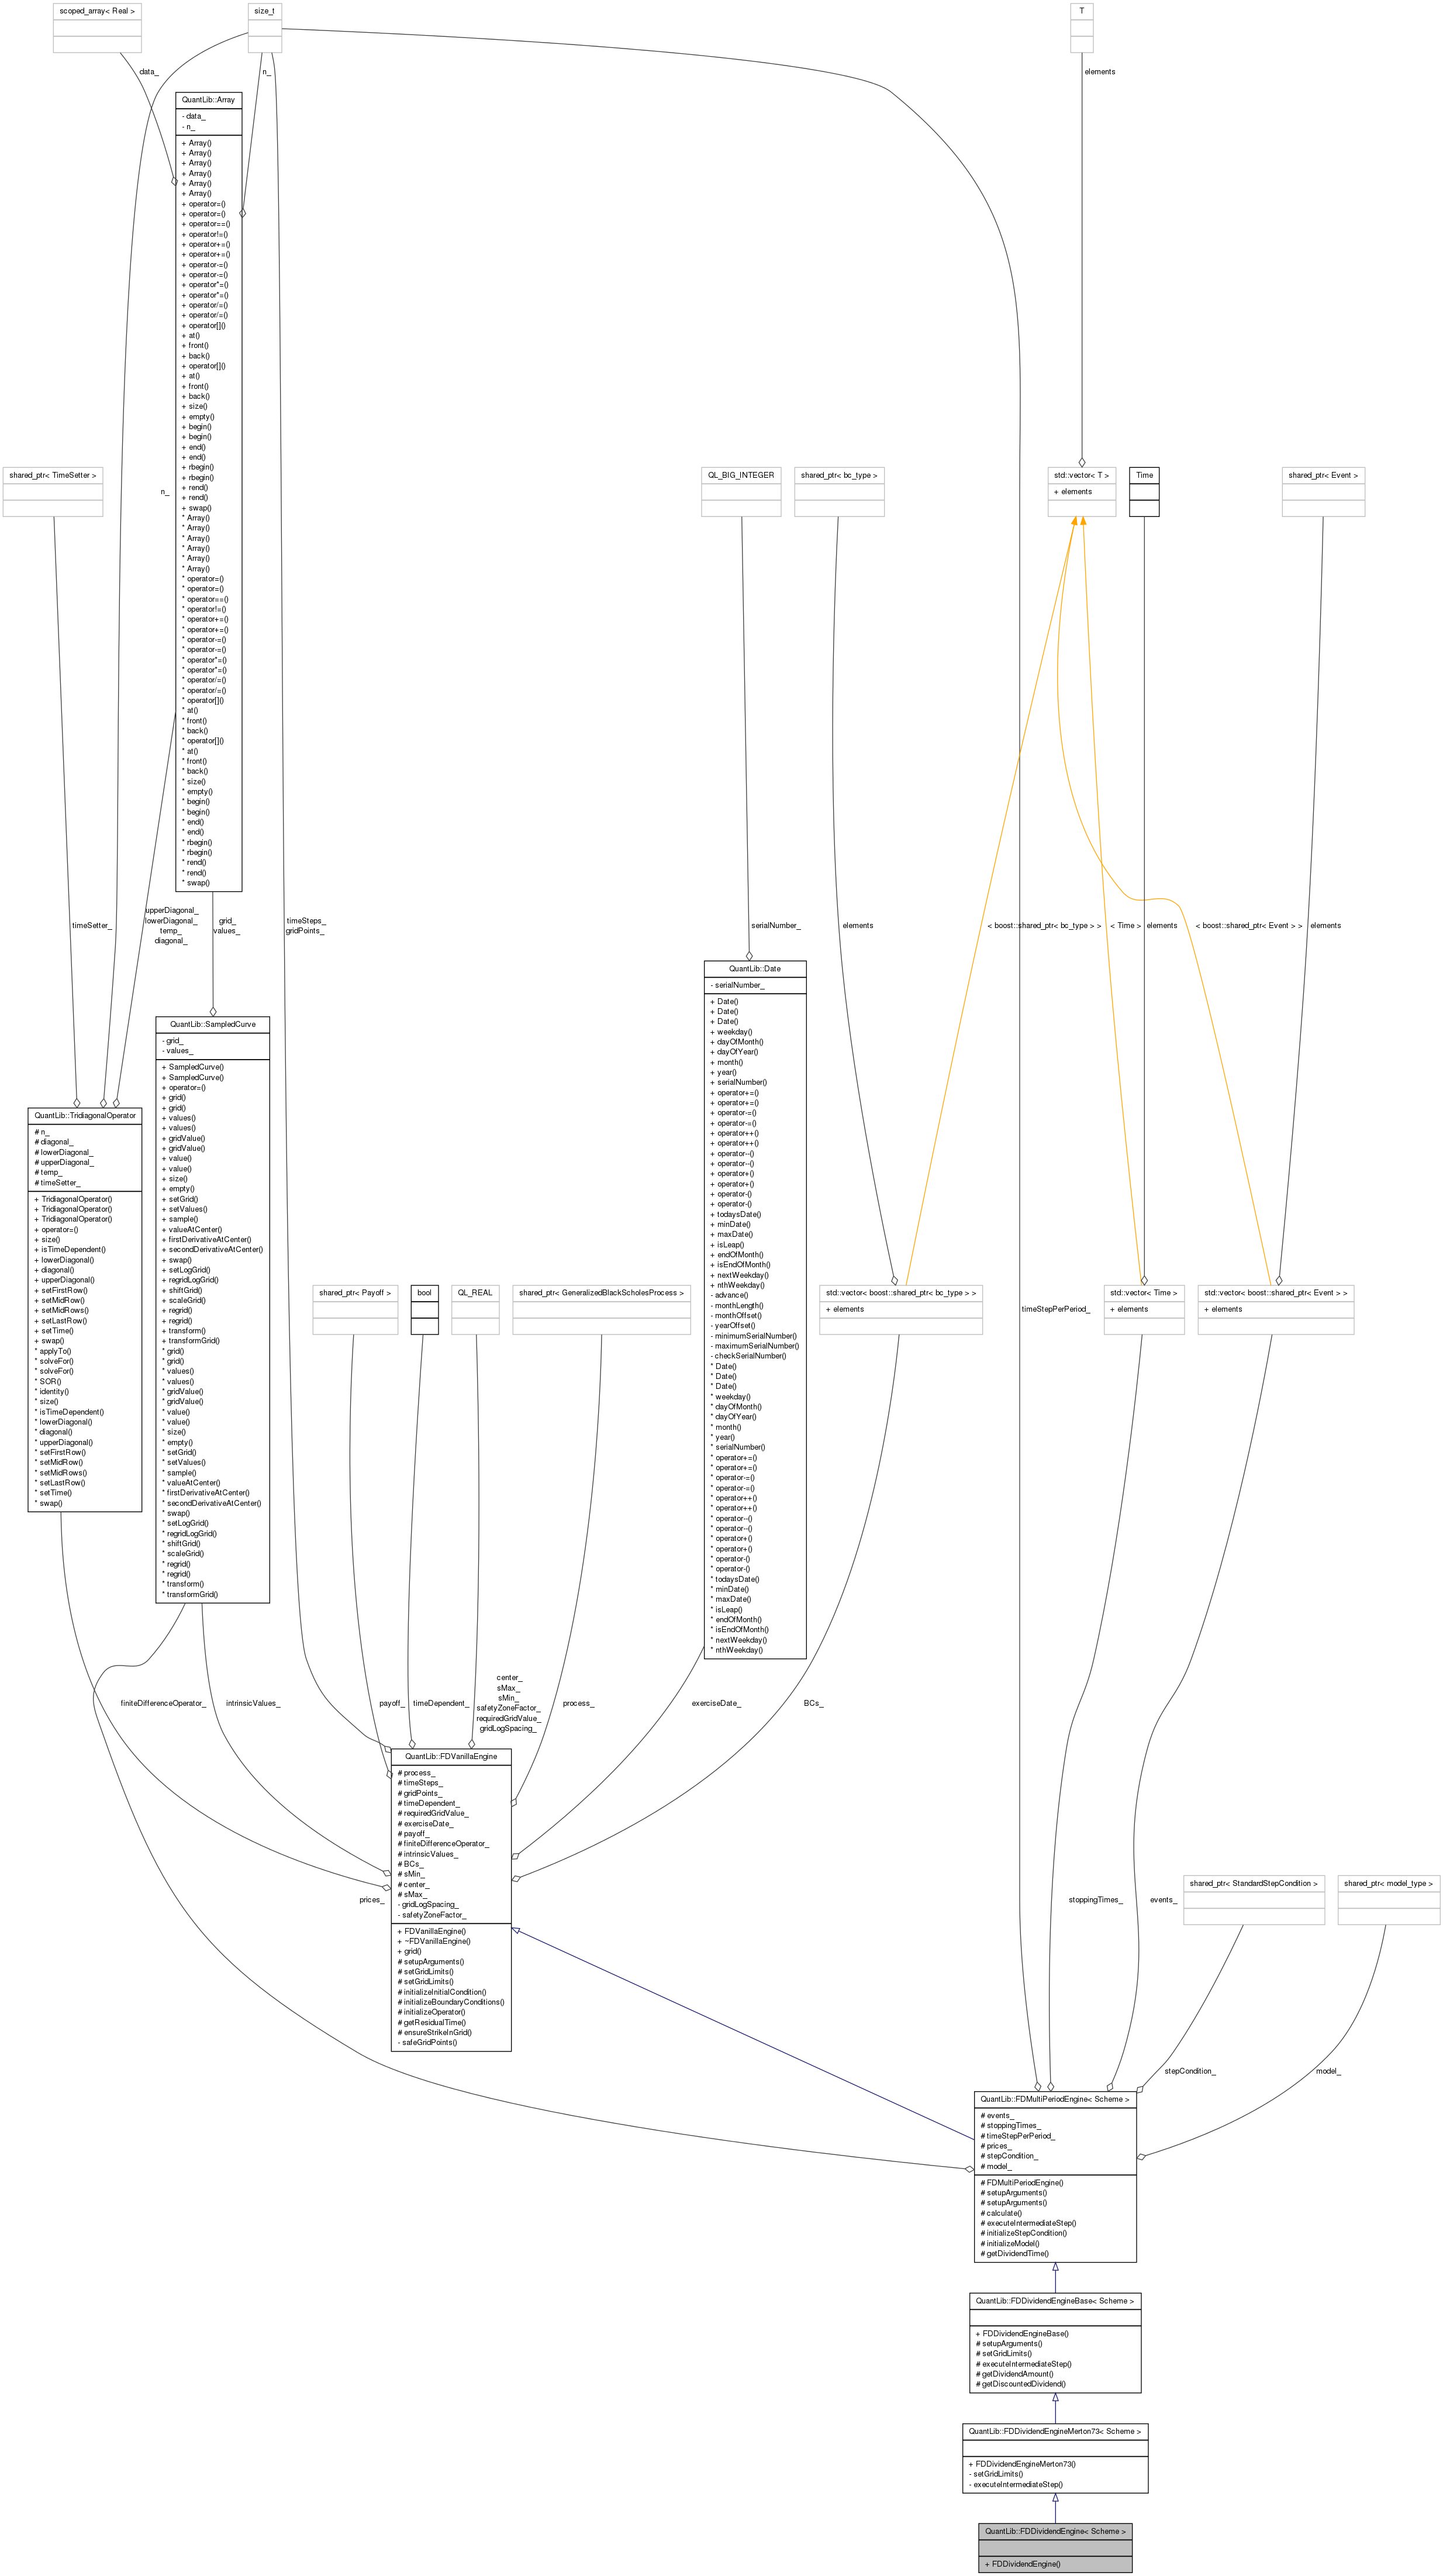 scoped_array< Real >
size_t
T
data_
n_
elements
QuantLib::Array
- data_
- n_
+ Array()
+ Array()
+ Array()
+ Array()
+ Array()
+ Array()
+ operator=()
+ operator=()
+ operator==()
+ operator!=()
+ operator+=()
+ operator+=()
+ operator-=()
+ operator-=()
+ operator*=()
+ operator*=()
+ operator/=()
+ operator/=()
+ operator[]()
+ at()
+ front()
+ back()
+ operator[]()
+ at()
+ front()
+ back()
+ size()
+ empty()
+ begin()
+ begin()
+ end()
+ end()
+ rbegin()
+ rbegin()
+ rend()
+ rend()
+ swap()
* Array()
* Array()
* Array()
* Array()
* Array()
* Array()
* operator=()
* operator=()
* operator==()
* operator!=()
* operator+=()
* operator+=()
* operator-=()
* operator-=()
* operator*=()
* operator*=()
* operator/=()
* operator/=()
* operator[]()
* at()
* front()
* back()
* operator[]()
* at()
* front()
* back()
* size()
* empty()
* begin()
* begin()
* end()
* end()
* rbegin()
* rbegin()
* rend()
* rend()
* swap()
shared_ptr< TimeSetter >
n_
QL_BIG_INTEGER
shared_ptr< bc_type >
std::vector< T >
+ elements
Time
shared_ptr< Event >
timeSetter_
upperDiagonal_
lowerDiagonal_
temp_
diagonal_
grid_
values_
timeSteps_
gridPoints_
serialNumber_
elements
< boost::shared_ptr< bc_type > >
< Time >
elements
< boost::shared_ptr< Event > >
elements
QuantLib::Date
- serialNumber_
+ Date()
+ Date()
+ Date()
+ weekday()
+ dayOfMonth()
+ dayOfYear()
+ month()
+ year()
+ serialNumber()
+ operator+=()
+ operator+=()
+ operator-=()
+ operator-=()
+ operator++()
+ operator++()
+ operator--()
+ operator--()
+ operator+()
+ operator+()
+ operator-()
+ operator-()
+ todaysDate()
+ minDate()
+ maxDate()
+ isLeap()
+ endOfMonth()
+ isEndOfMonth()
+ nextWeekday()
+ nthWeekday()
- advance()
- monthLength()
- monthOffset()
- yearOffset()
- minimumSerialNumber()
- maximumSerialNumber()
- checkSerialNumber()
* Date()
* Date()
* Date()
* weekday()
* dayOfMonth()
* dayOfYear()
* month()
* year()
* serialNumber()
* operator+=()
* operator+=()
* operator-=()
* operator-=()
* operator++()
* operator++()
* operator--()
* operator--()
* operator+()
* operator+()
* operator-()
* operator-()
* todaysDate()
* minDate()
* maxDate()
* isLeap()
* endOfMonth()
* isEndOfMonth()
* nextWeekday()
* nthWeekday()
QuantLib::SampledCurve
- grid_
- values_
+ SampledCurve()
+ SampledCurve()
+ operator=()
+ grid()
+ grid()
+ values()
+ values()
+ gridValue()
+ gridValue()
+ value()
+ value()
+ size()
+ empty()
+ setGrid()
+ setValues()
+ sample()
+ valueAtCenter()
+ firstDerivativeAtCenter()
+ secondDerivativeAtCenter()
+ swap()
+ setLogGrid()
+ regridLogGrid()
+ shiftGrid()
+ scaleGrid()
+ regrid()
+ regrid()
+ transform()
+ transformGrid()
* grid()
* grid()
* values()
* values()
* gridValue()
* gridValue()
* value()
* value()
* size()
* empty()
* setGrid()
* setValues()
* sample()
* valueAtCenter()
* firstDerivativeAtCenter()
* secondDerivativeAtCenter()
* swap()
* setLogGrid()
* regridLogGrid()
* shiftGrid()
* scaleGrid()
* regrid()
* regrid()
* transform()
* transformGrid()
QuantLib::TridiagonalOperator
# n_
# diagonal_
# lowerDiagonal_
# upperDiagonal_
# temp_
# timeSetter_
+ TridiagonalOperator()
+ TridiagonalOperator()
+ TridiagonalOperator()
+ operator=()
+ size()
+ isTimeDependent()
+ lowerDiagonal()
+ diagonal()
+ upperDiagonal()
+ setFirstRow()
+ setMidRow()
+ setMidRows()
+ setLastRow()
+ setTime()
+ swap()
* applyTo()
* solveFor()
* solveFor()
* SOR()
* identity()
* size()
* isTimeDependent()
* lowerDiagonal()
* diagonal()
* upperDiagonal()
* setFirstRow()
* setMidRow()
* setMidRows()
* setLastRow()
* setTime()
* swap()
shared_ptr< Payoff >
bool
QL_REAL
shared_ptr< GeneralizedBlackScholesProcess >
std::vector< boost::shared_ptr< bc_type > >
+ elements
timeStepPerPeriod_
std::vector< Time >
+ elements
std::vector< boost::shared_ptr< Event > >
+ elements
finiteDifferenceOperator_
intrinsicValues_
payoff_
timeDependent_
center_
sMax_
sMin_
safetyZoneFactor_
requiredGridValue_
gridLogSpacing_
process_
exerciseDate_
BCs_
QuantLib::FDVanillaEngine
# process_
# timeSteps_
# gridPoints_
# timeDependent_
# requiredGridValue_
# exerciseDate_
# payoff_
# finiteDifferenceOperator_
# intrinsicValues_
# BCs_
# sMin_
# center_
# sMax_
- gridLogSpacing_
- safetyZoneFactor_
+ FDVanillaEngine()
+ ~FDVanillaEngine()
+ grid()
# setupArguments()
# setGridLimits()
# setGridLimits()
# initializeInitialCondition()
# initializeBoundaryConditions()
# initializeOperator()
# getResidualTime()
# ensureStrikeInGrid()
- safeGridPoints()
prices_
stoppingTimes_
events_
shared_ptr< StandardStepCondition >
shared_ptr< model_type >
stepCondition_
model_
QuantLib::FDMultiPeriodEngine< Scheme >
# events_
# stoppingTimes_
# timeStepPerPeriod_
# prices_
# stepCondition_
# model_
# FDMultiPeriodEngine()
# setupArguments()
# setupArguments()
# calculate()
# executeIntermediateStep()
# initializeStepCondition()
# initializeModel()
# getDividendTime()
QuantLib::FDDividendEngineBase< Scheme >
+ FDDividendEngineBase()
# setupArguments()
# setGridLimits()
# executeIntermediateStep()
# getDividendAmount()
# getDiscountedDividend()
QuantLib::FDDividendEngineMerton73< Scheme >
+ FDDividendEngineMerton73()
- setGridLimits()
- executeIntermediateStep()
QuantLib::FDDividendEngine< Scheme >
+ FDDividendEngine()